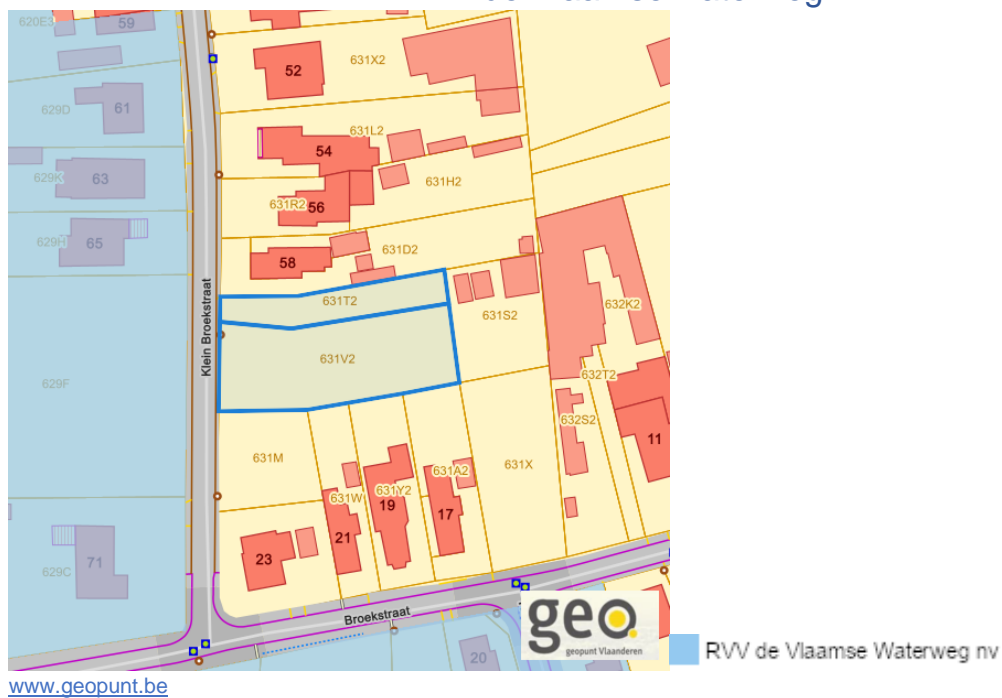 620E3
59
52
631X2
629D
61
631L2
54
629K
63
631H2
631R2
56
629H
65
631D2
58
Klein Broekstraat
631T2
631S2
632K2
631V2
629F
632T2
632S2
11
631M
631A2
631X
631W
631Y2
19
17
21
23
629C
71
Broekstraat
20
geo.
geopunt Vlaanderen
RVV de Vlaamse Waterweg nv
www.geopunt.be